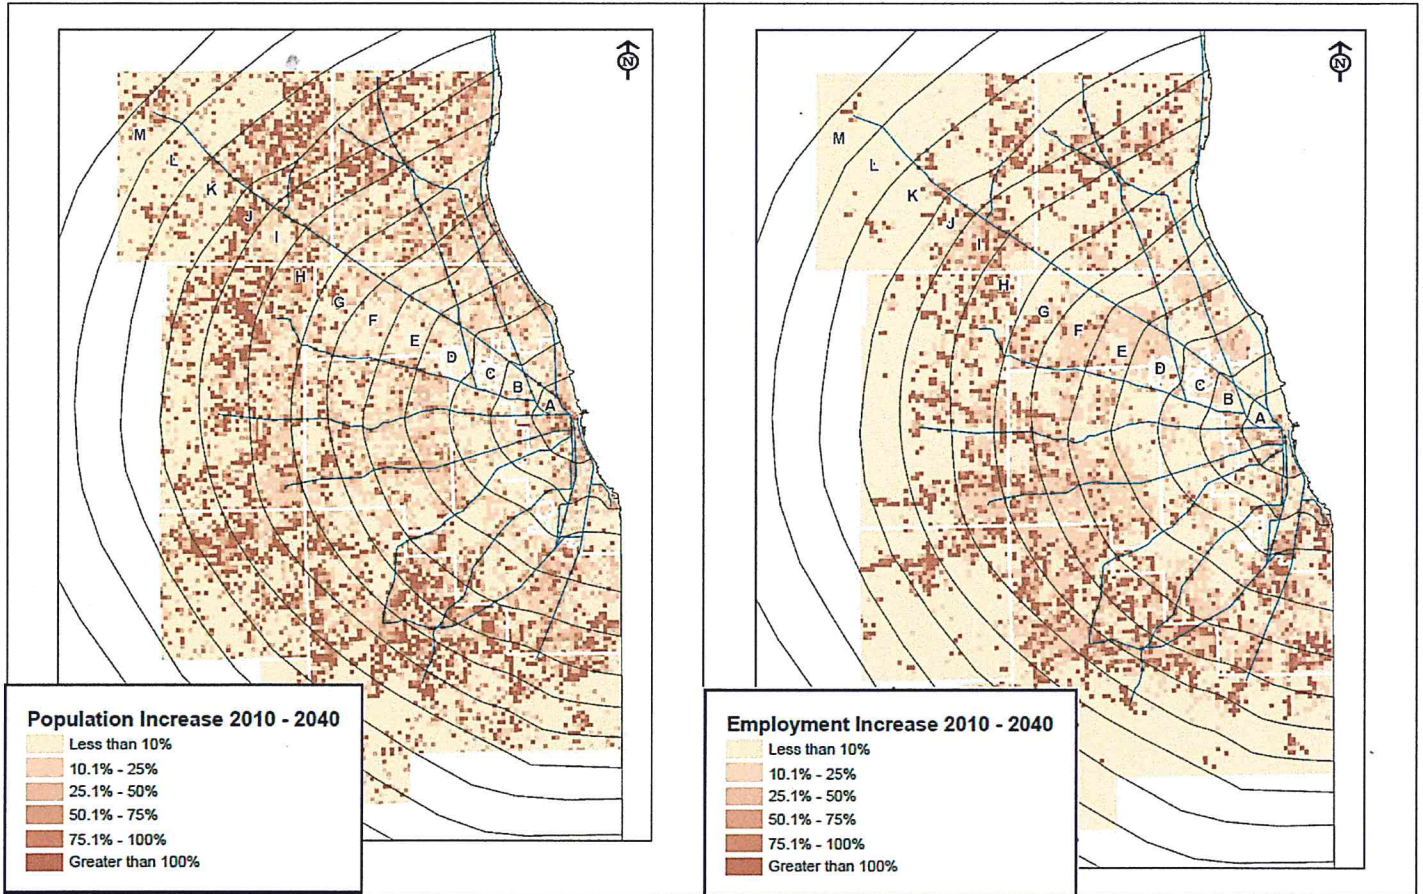 N
M
L
K
J
I
H
G
F
E
D
C
B
A
Population Increase 2010 - 2040
Less than 10%
10.1% - 25%
25.1% - 50%
50.1% - 75%
75.1% - 100%
Greater than 100%
N
M
L
K
J
I
H
G
F
E
D
C
B
A
Employment Increase 2010 - 2040
Less than 10%
10.1% - 25%
25.1% - 50%
50.1% - 75%
75.1% - 100%
Greater than 100%